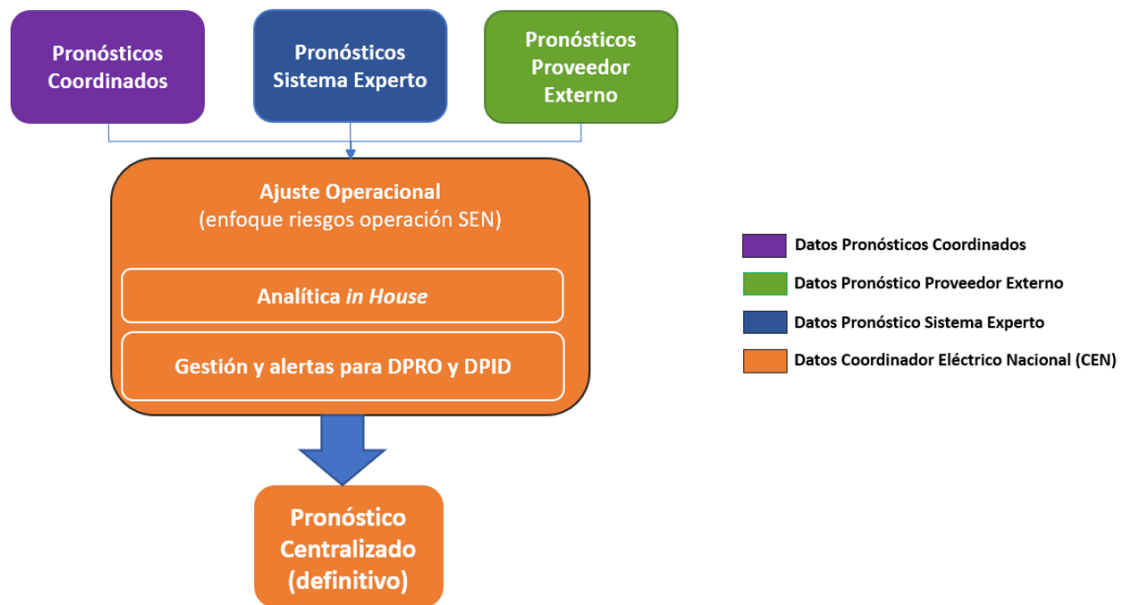 Pronósticos
Coordinados
Pronósticos
Sistema Experto
Pronósticos
Proveedor
Externo
Ajuste Operacional
(enfoque riesgos operación SEN)
Analítica in House
Gestión y alertas para DPRO y DPID
Pronóstico
Centralizado
(definitivo)
Datos Pronósticos Coordinados
Datos Pronóstico Proveedor Externo
Datos Pronóstico Sistema Experto
Datos Coordinador Eléctrico Nacional (CEN)